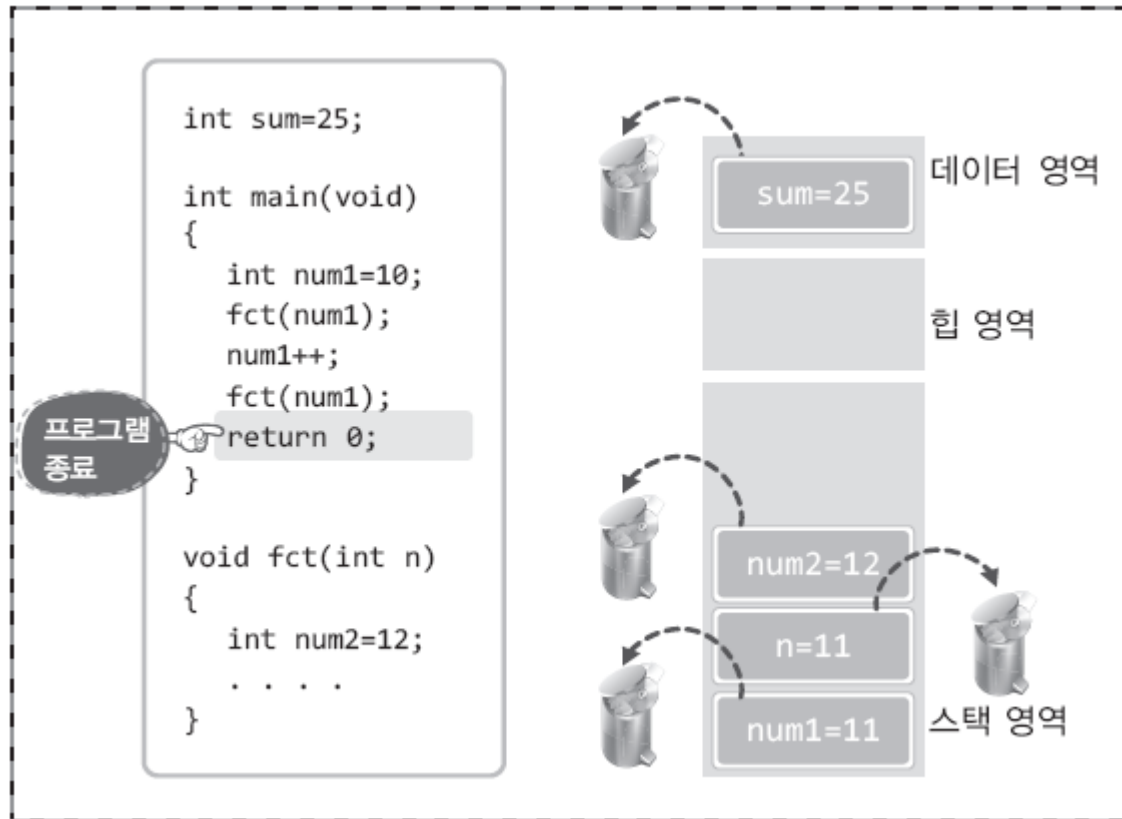 int sum=25;
int main(void)
{
int num1=10;
fct(num1);
num1++;
fct(num1);
return 0;
}
void fct(int n)
{
int num2=12;
. . . .
}
프로그램
종료
sum=25
데이터 영역
힙 영역
num2=12
n=11
num1=11
스택 영역